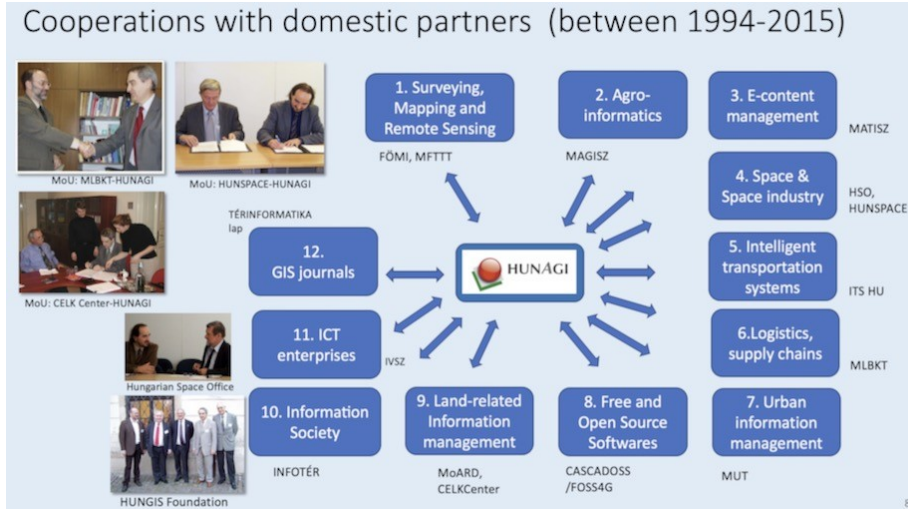 Cooperations with domestic partners (between 1994-2015)
MoU: MLBKT-HUNAGI
MoU: HUNSPACE-HUNAGI
MoU: CELK Center-HUNAGI
Hungarian Space Office
HUNGIS Foundation
1. Surveying,
Mapping and
Remote Sensing
FÖMI, MFTTT
2. Agro-
informatics
MAGISZ
3. E-content
management
MATISZ
4. Space &
Space industry
HSO,
HUNSPACE
5. Intelligent
transportation
systems
ITS HU
6.Logistics,
supply chains
MLBKT
7. Urban
information
management
MUT
8. Free and
Open Source
Softwares
CASCADOSS
/FOSS4G
9. Land-related
Information
management
MoARD,
CELKCenter
10. Information
Society
INFOTÉR
11. ICT
enterprises
IVSZ
TÉRINFORMATIKA
lap
12.
GIS journals
HUNAGI